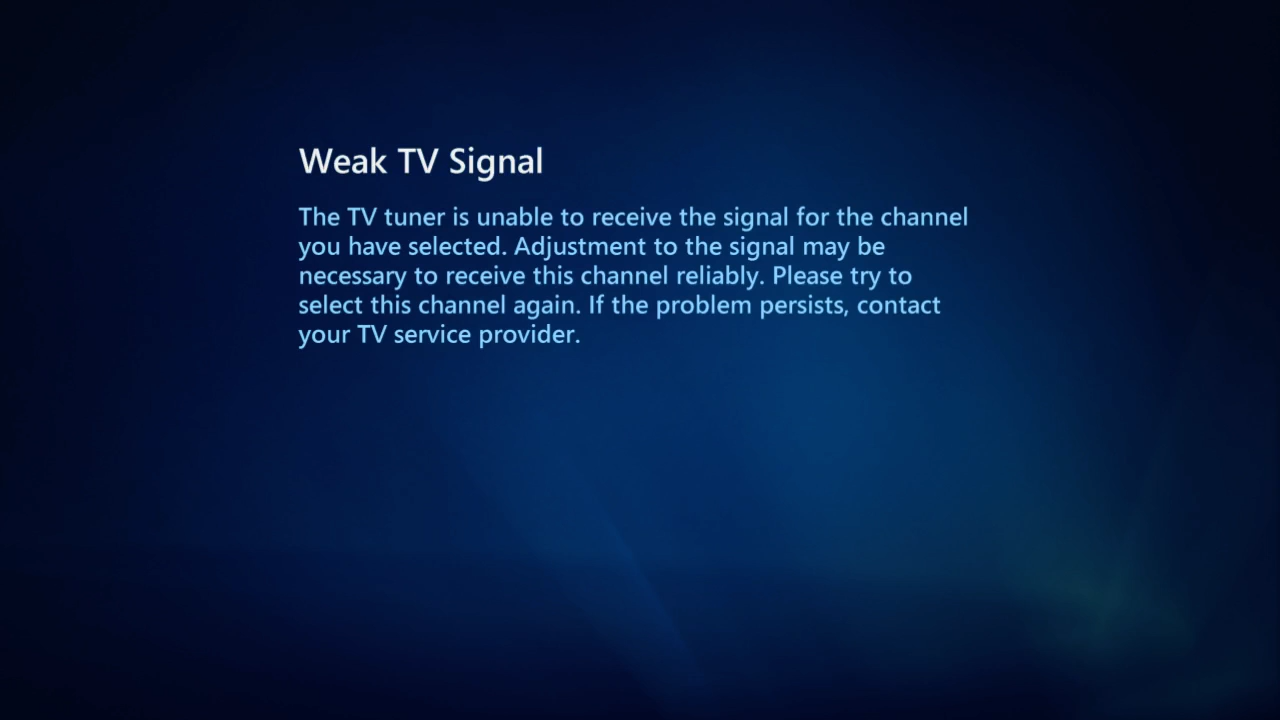 Weak TV Signal
The TV tuner is unable to receive the signal for the channel
you have selected. Adjustment to the signal may be
necessary to receive this channel reliably. Please try to
select this channel again. If the problem persists, contact
your TV service provider.